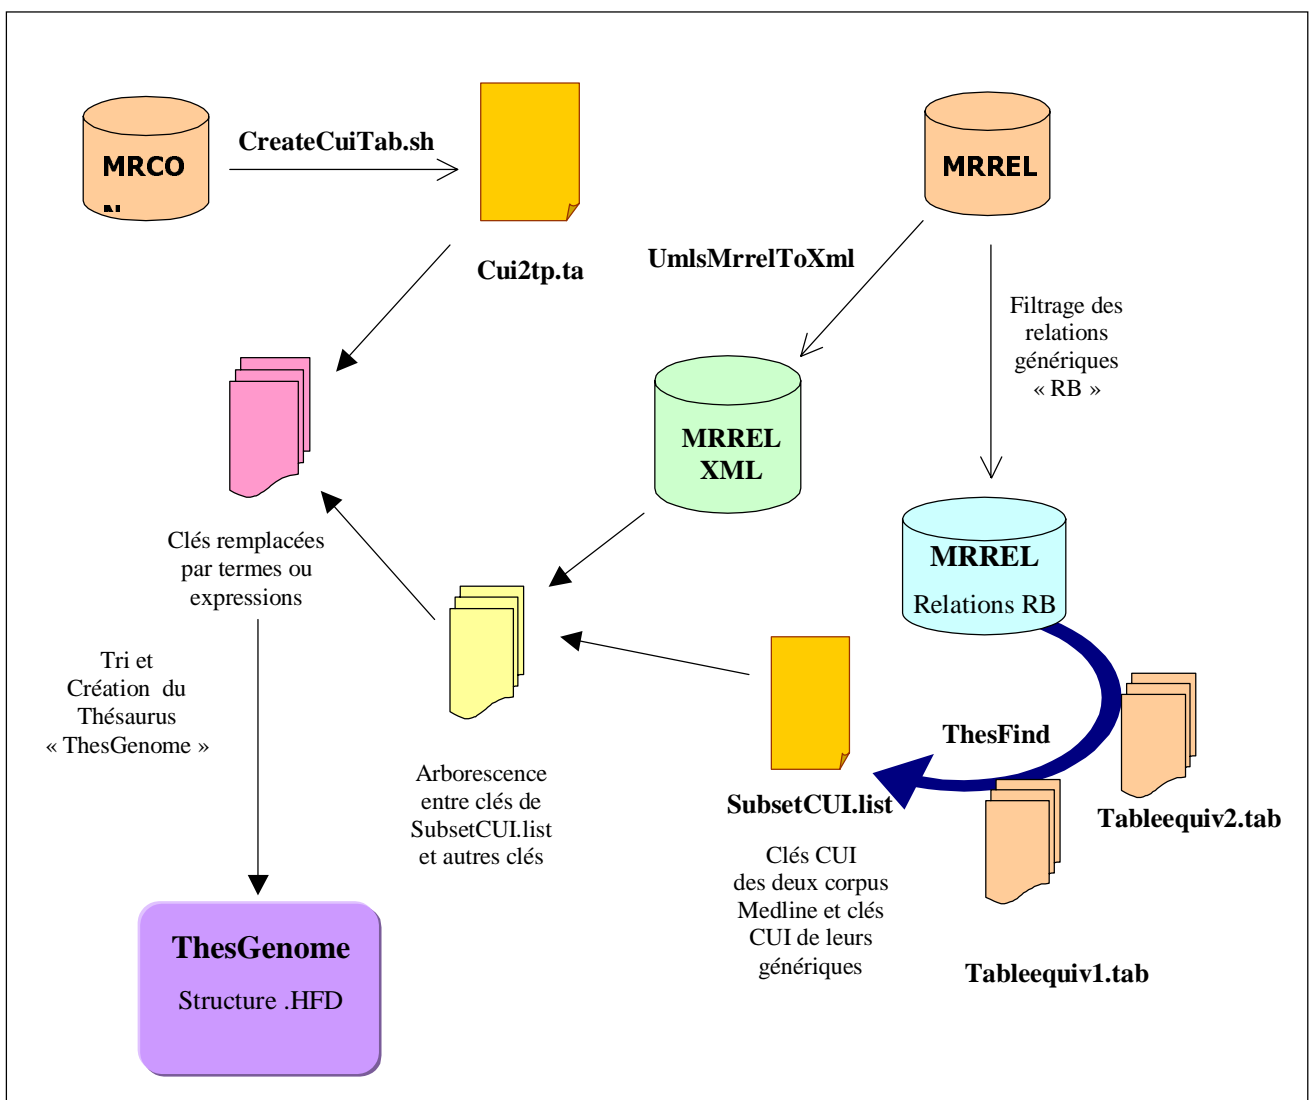 CreateCuiTab.sh
MRCO
MRREL
Cui2tp.ta
UmlsMrrelToXml
Filtrage des
relations
génériques
« RB »
MRREL
XML
Clés remplacées
par termes ou
expressions
MRREL
Relations RB
Tri et
Création du
Thésaurus
« ThesGenome »
ThesFind
Arborescence
entre clés de
SubsetCUI.list
et autres clés
SubsetCUI.list
Tableequiv2.tab
Clés CUI
des deux corpus
Medline et clés
CUI de leurs
génériques
Tableequiv1.tab
ThesGenome
Structure .HFD